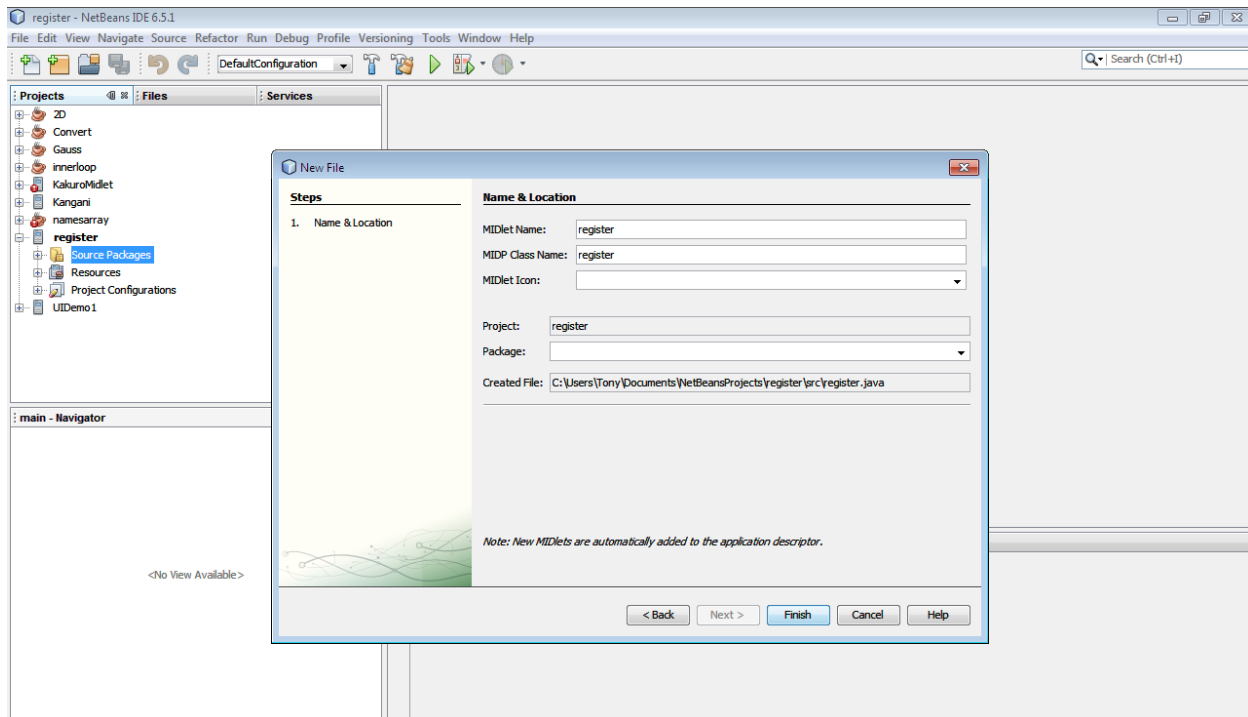 register - NetBeans IDE 6.5.1
File Edit View Navigate Source Refactor Run Debug Profile Versioning Tools Window Help
DefaultConfiguration
Search (Ctrl+I)
Projects Files Services
2D
Convert
Gauss
innerloop
KakuroMidlet
Kangani
namesarray
register
Source Packages
Resources
Project Configurations
UIDemo1
main - Navigator
<No View Available>
New File
Steps
1. Name & Location
Name & Location
MIDlet Name: register
MIDP Class Name: register
MIDlet Icon:
Project: register
Package:
Created File: C:\Users\Tony\Documents\NetBeansProjects\register\src\register.java
Note: New MIDlets are automatically added to the application descriptor.
< Back Next > Finish Cancel Help